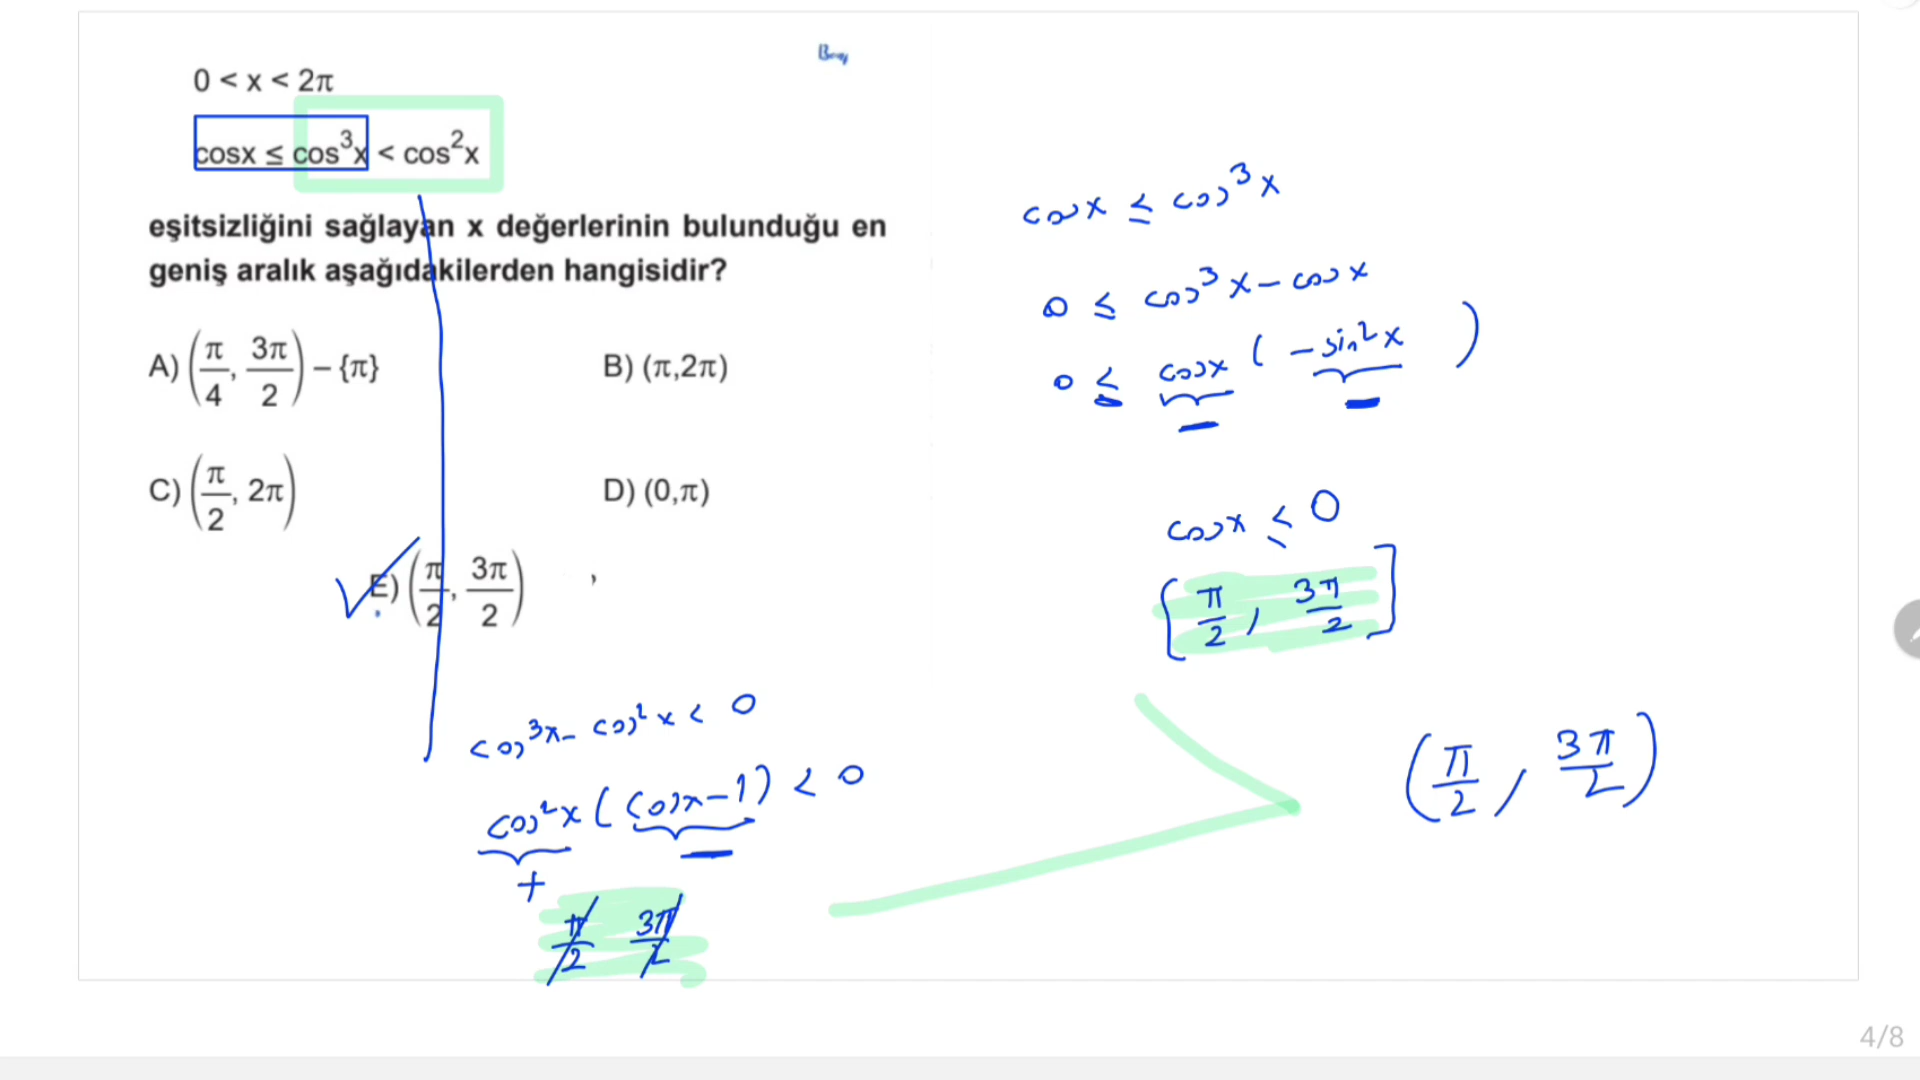 0 < x < 2π
cosx ≤ cos³x < cos²x
eşitsizliğini sağlayan x değerlerinin bulunduğu en
geniş aralık aşağıdakilerden hangisidir?
A) (π/4, 3π/2) – {π}
B) (π,2π)
C) (π/2, 2π)
D) (0,π)
E) (π/2, 3π/2)
cos³x – cos²x < 0
cos²x (cosx – 1) < 0
+
π/2 3π/2
cosx ≤ cos³x
0 ≤ cos³x – cosx
0 ≤ cosx ( – sin²x )
cosx ≤ 0
[π/2, 3π/2]
(π/2, 3π/2)
4/8